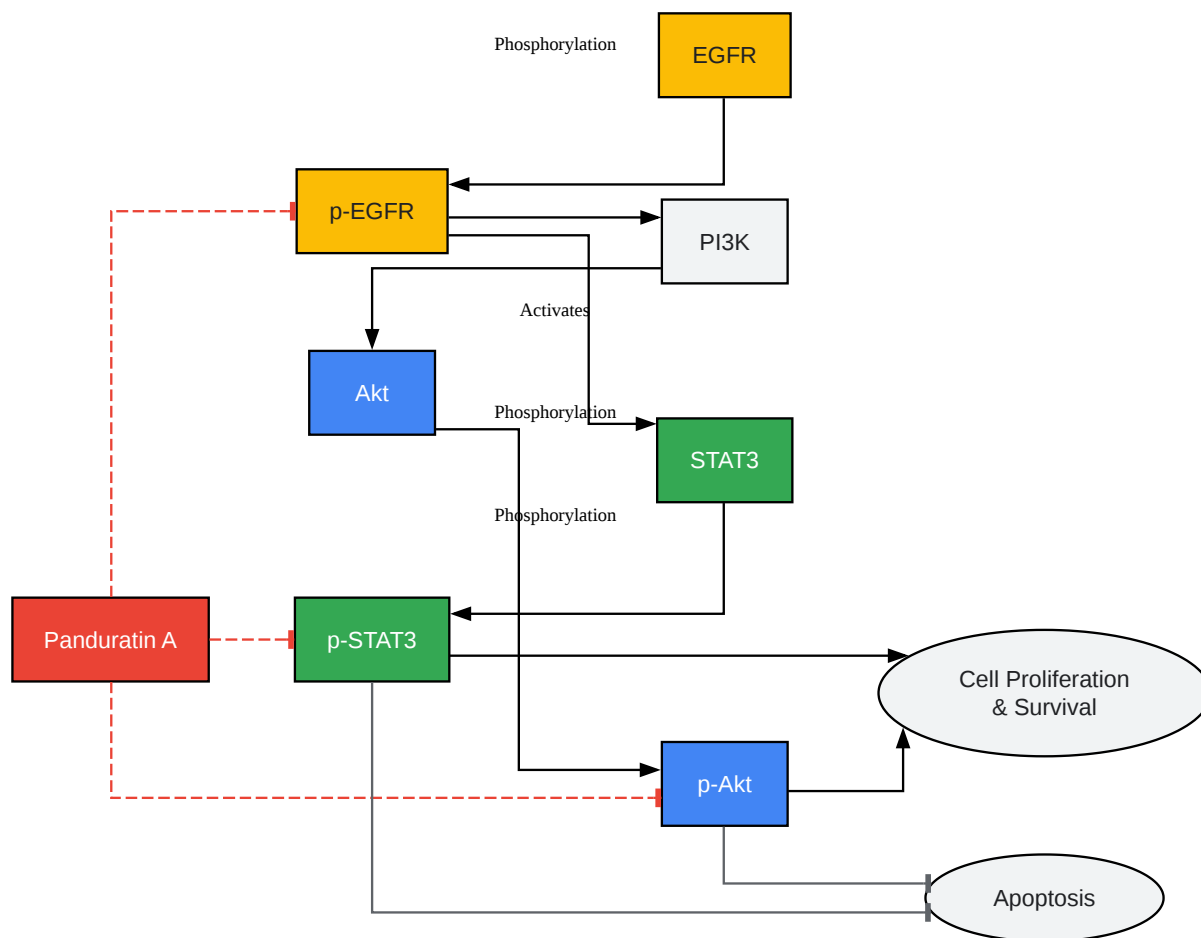 Phosphorylation
EGFR
p-EGFR
PI3K
Activates
Akt
Phosphorylation
STAT3
Phosphorylation
Panduratin A
p-STAT3
Cell Proliferation
& Survival
p-Akt
Apoptosis